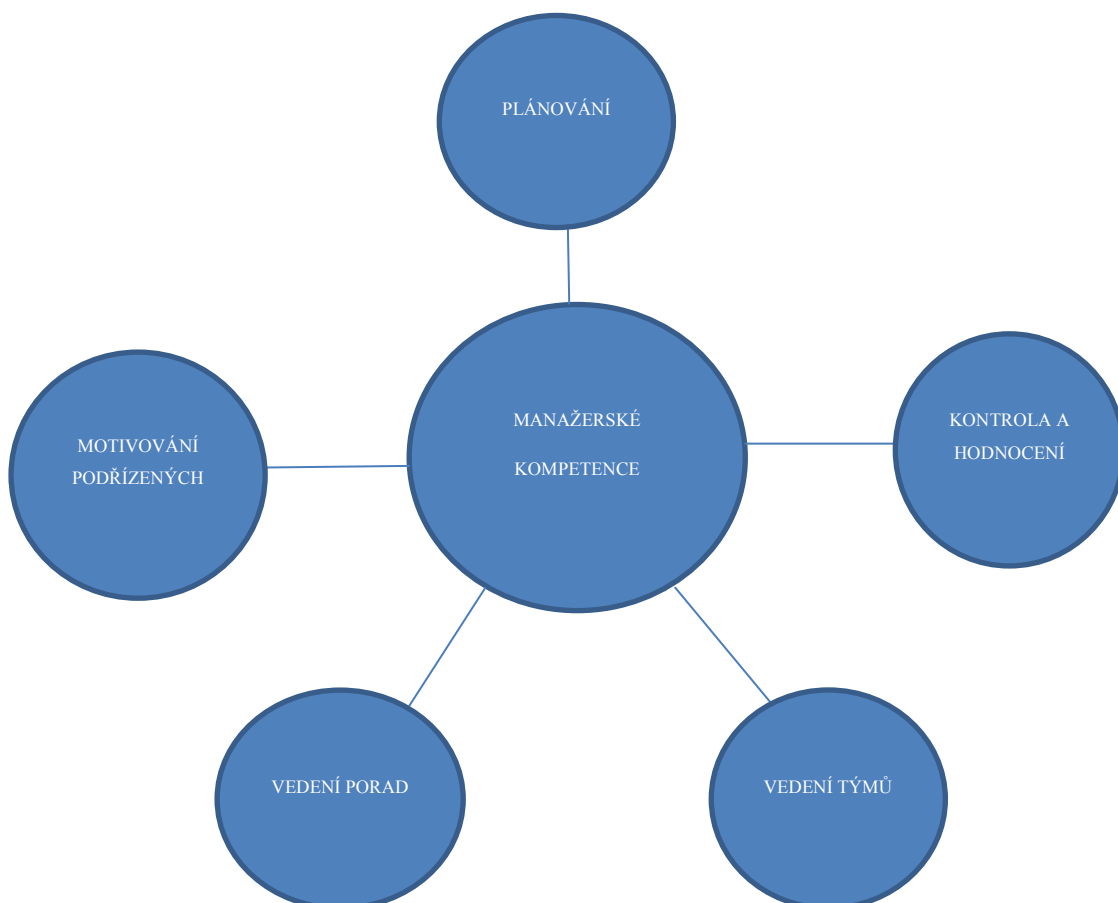 PLÁNOVÁNÍ
MANAŽERSKÉ
KOMPETENCE
KONTROLA A
HODNOCENÍ
MOTIVOVÁNÍ
PODŘÍZENÝCH
VEDENÍ PORAD
VEDENÍ TÝMŮ